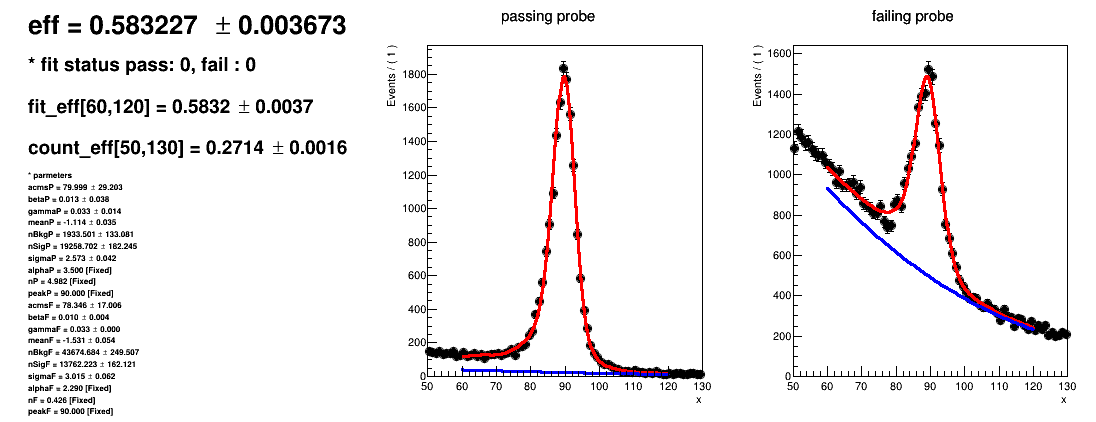 eff = 0.583227 ± 0.003673
* fit status pass: 0, fail : 0
fit_eff[60,120] = 0.5832 ± 0.0037
count_eff[50,130] = 0.2714 ± 0.0016
* parmeters
acmsP = 79.999 ± 29.203
betaP = 0.013 ± 0.038
gammaP = 0.033 ± 0.014
meanP = -1.114 ± 0.035
nBkgP = 1933.501 ± 133.081
nSigP = 19258.702 ± 182.245
sigmaP = 2.573 ± 0.042
alphaP = 3.500 [Fixed]
nP = 4.982 [Fixed]
peakP = 90.000 [Fixed]
acmsF = 78.346 ± 17.006
betaF = 0.010 ± 0.004
gammaF = 0.033 ± 0.000
meanF = -1.531 ± 0.054
nBkgF = 43674.684 ± 249.507
nSigF = 13762.223 ± 162.121
sigmaF = 3.015 ± 0.062
alphaF = 2.290 [Fixed]
nF = 0.426 [Fixed]
peakF = 90.000 [Fixed]
passing probe
Events / ( 1 )
1800
1600
1400
1200
1000
800
600
400
200
0
50 60 70 80 90 100 110 120 130
x
failing probe
Events / ( 1 )
1600
1400
1200
1000
800
600
400
200
0
50 60 70 80 90 100 110 120 130
x